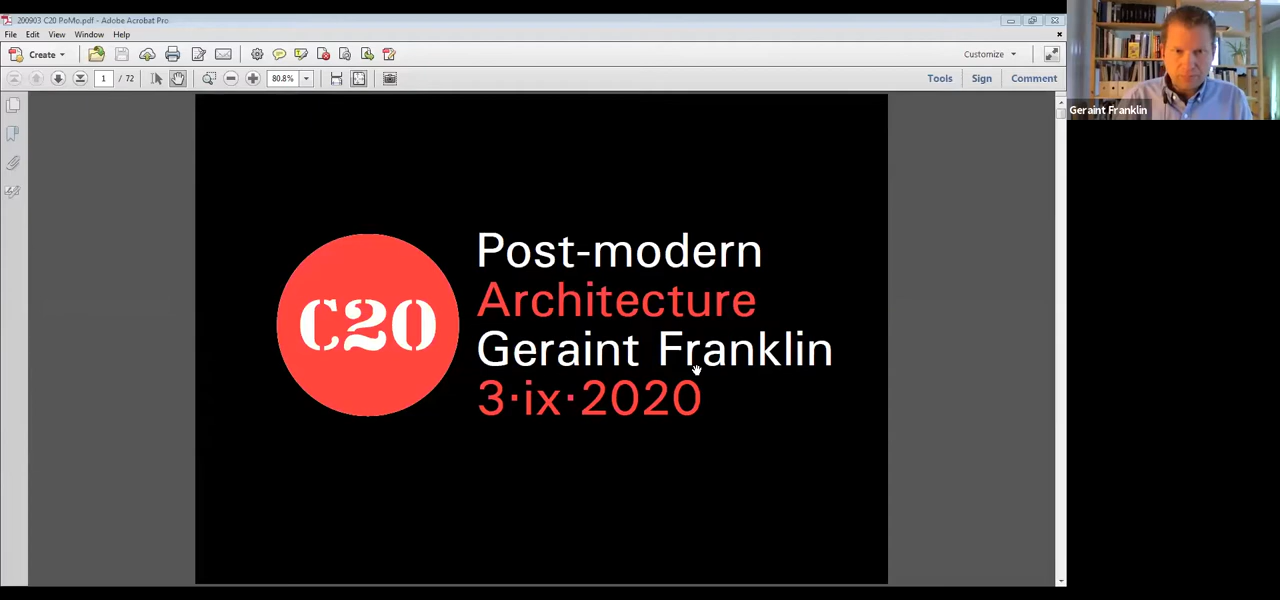 200903 C20 PoMo.pdf - Adobe Acrobat Pro
File Edit View Window Help
Create
Customize
1 / 72
80.8%
Tools Sign Comment
Geraint Franklin
C20
Post-modern
Architecture
Geraint Franklin
3·ix·2020